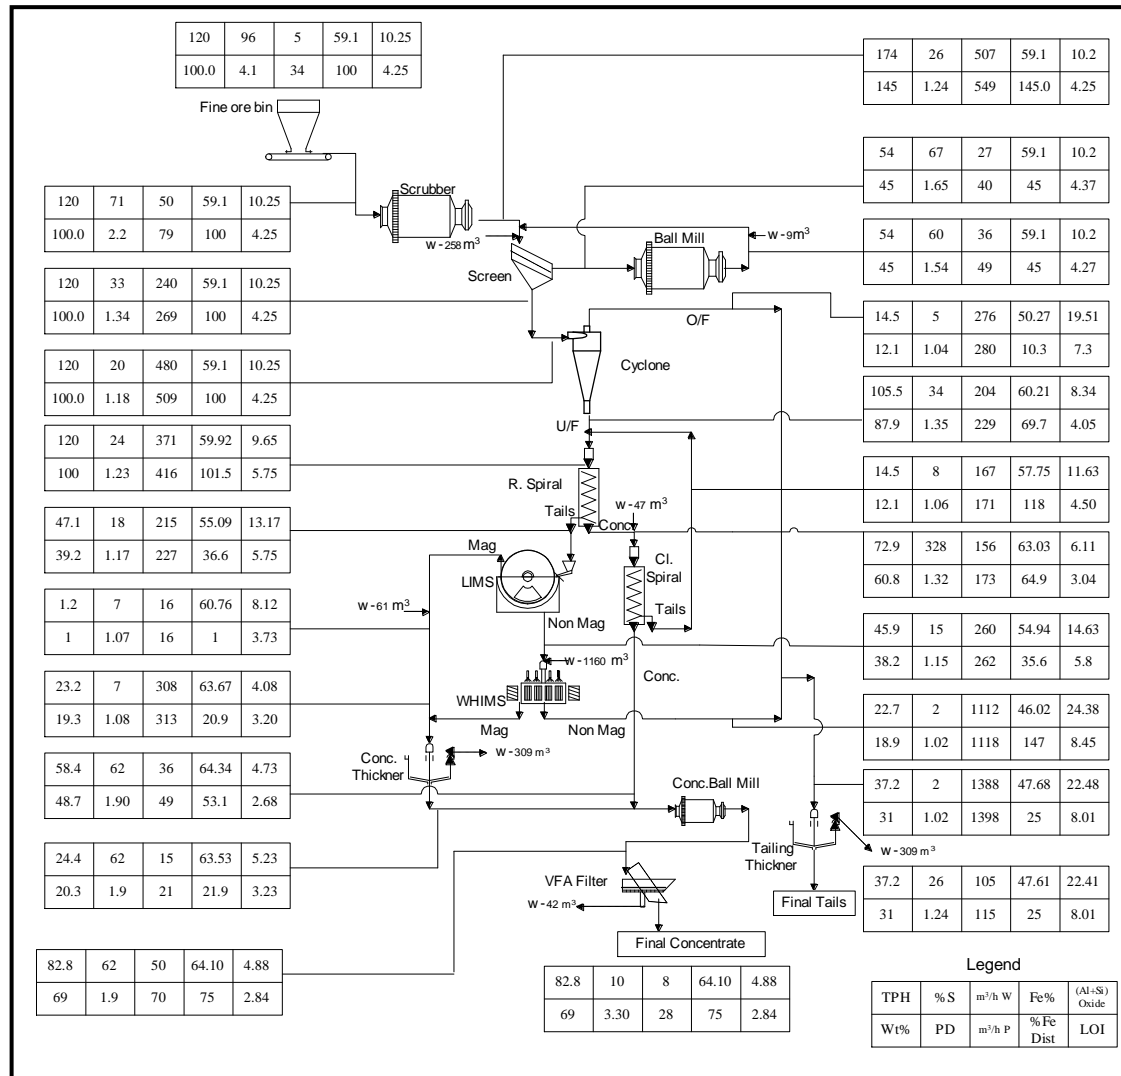 120 96 5 59.1 10.25
100.0 4.1 34 100 4.25
174 26 507 59.1 10.2
145 1.24 549 145.0 4.25
Fine ore bin
54 67 27 59.1 10.2
45 1.65 40 45 4.37
Scrubber
120 71 50 59.1 10.25
100.0 2.2 79 100 4.25
W-258 m³
W-9m³
Ball Mill
54 60 36 59.1 10.2
45 1.54 49 45 4.27
Screen
120 33 240 59.1 10.25
100.0 1.34 269 100 4.25
O/F
14.5 5 276 50.27 19.51
12.1 1.04 280 10.3 7.3
120 20 480 59.1 10.25
100.0 1.18 509 100 4.25
Cyclone
105.5 34 204 60.21 8.34
87.9 1.35 229 69.7 4.05
U/F
120 24 371 59.92 9.65
100 1.23 416 101.5 5.75
R. Spiral
14.5 8 167 57.75 11.63
12.1 1.06 171 118 4.50
W-47 m³
Tails
Conc.
47.1 18 215 55.09 13.17
39.2 1.17 227 36.6 5.75
Mag
72.9 328 156 63.03 6.11
60.8 1.32 173 64.9 3.04
Cl.
Spiral
LIMS
Tails
W-61 m³
1.2 7 16 60.76 8.12
1 1.07 16 1 3.73
Non Mag
45.9 15 260 54.94 14.63
38.2 1.15 262 35.6 5.8
W-1160 m³
Conc.
23.2 7 308 63.67 4.08
19.3 1.08 313 20.9 3.20
WHIMS
Mag
Non Mag
22.7 2 1112 46.02 24.38
18.9 1.02 1118 147 8.45
W-309 m³
Conc.
Thickner
58.4 62 36 64.34 4.73
48.7 1.90 49 53.1 2.68
Conc.Ball Mill
37.2 2 1388 47.68 22.48
31 1.02 1398 25 8.01
Tailing
Thickner
W-309 m³
24.4 62 15 63.53 5.23
20.3 1.9 21 21.9 3.23
VFA Filter
W-42 m³
Final Tails
37.2 26 105 47.61 22.41
31 1.24 115 25 8.01
Final Concentrate
82.8 62 50 64.10 4.88
69 1.9 70 75 2.84
82.8 10 8 64.10 4.88
69 3.30 28 75 2.84
Legend
TPH %S m³/h W Fe% (Al+Si) Oxide
Wt% PD m³/h P %Fe Dist LOI